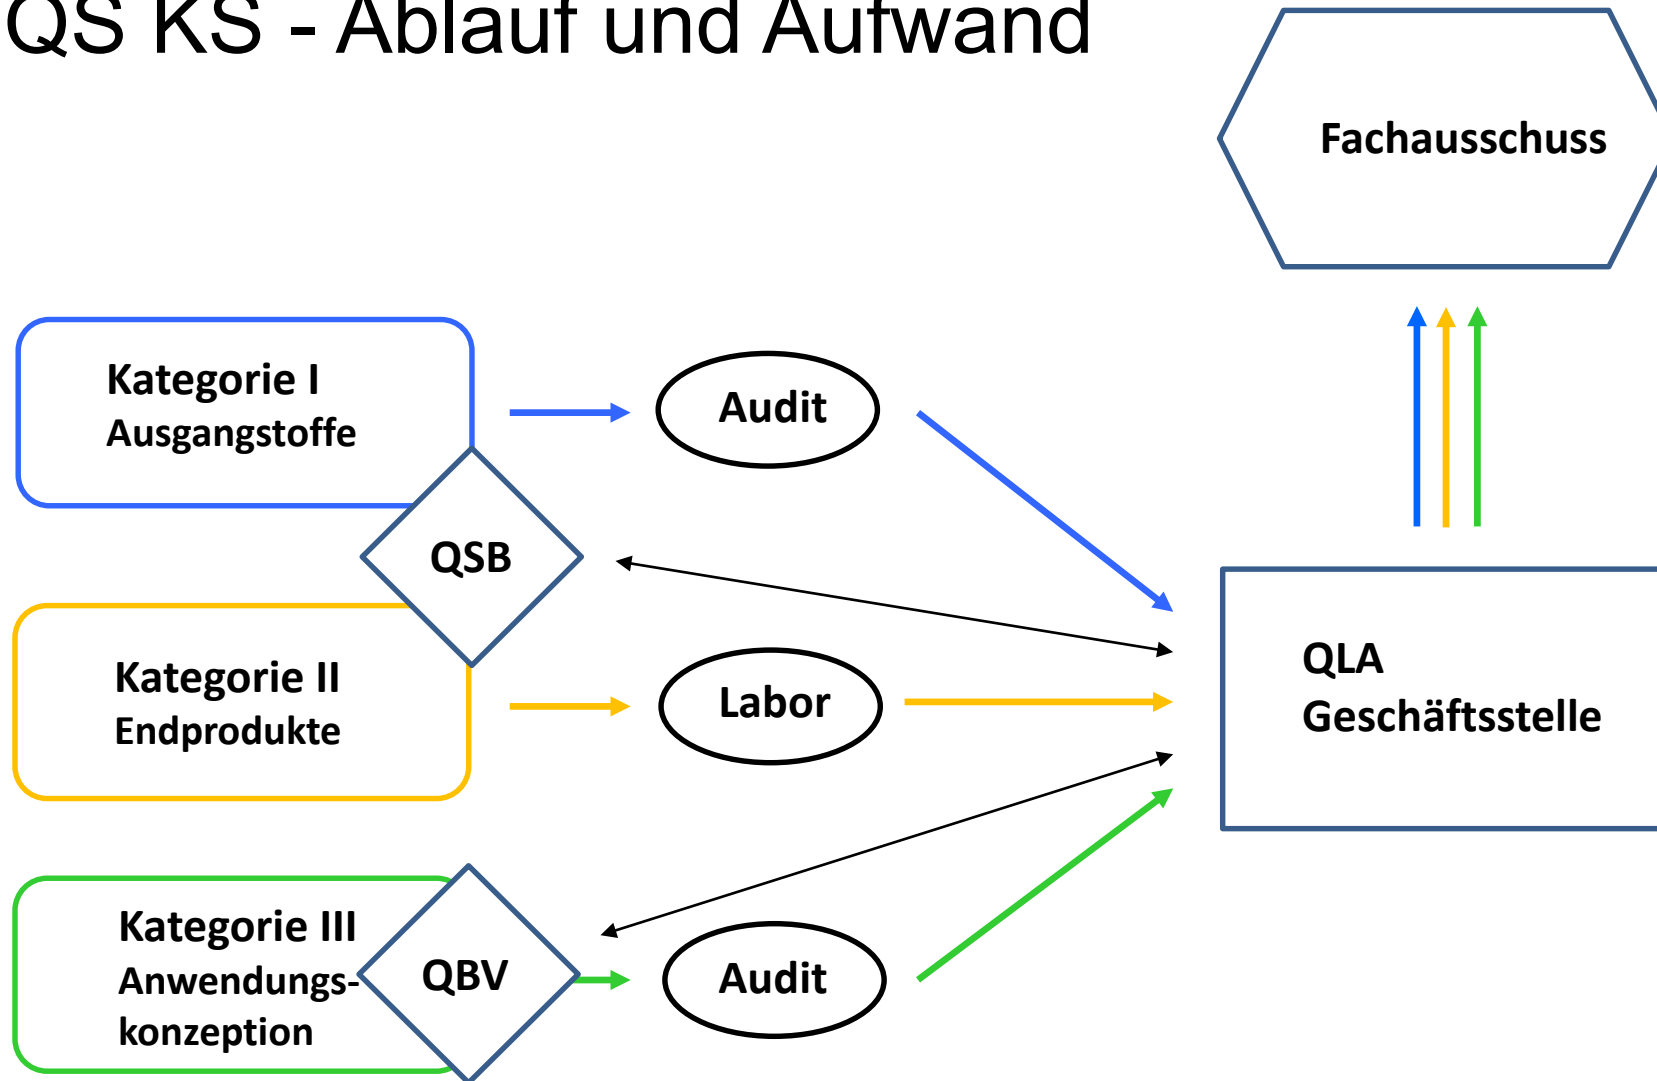 QS KS - Ablauf und Aufwand
Fachausschuss
Kategorie I
Ausgangstoffe
Audit
QSB
Kategorie II
Endprodukte
Labor
QLA
Geschäftsstelle
Kategorie III
Anwendungs-
konzeption
QBV
Audit